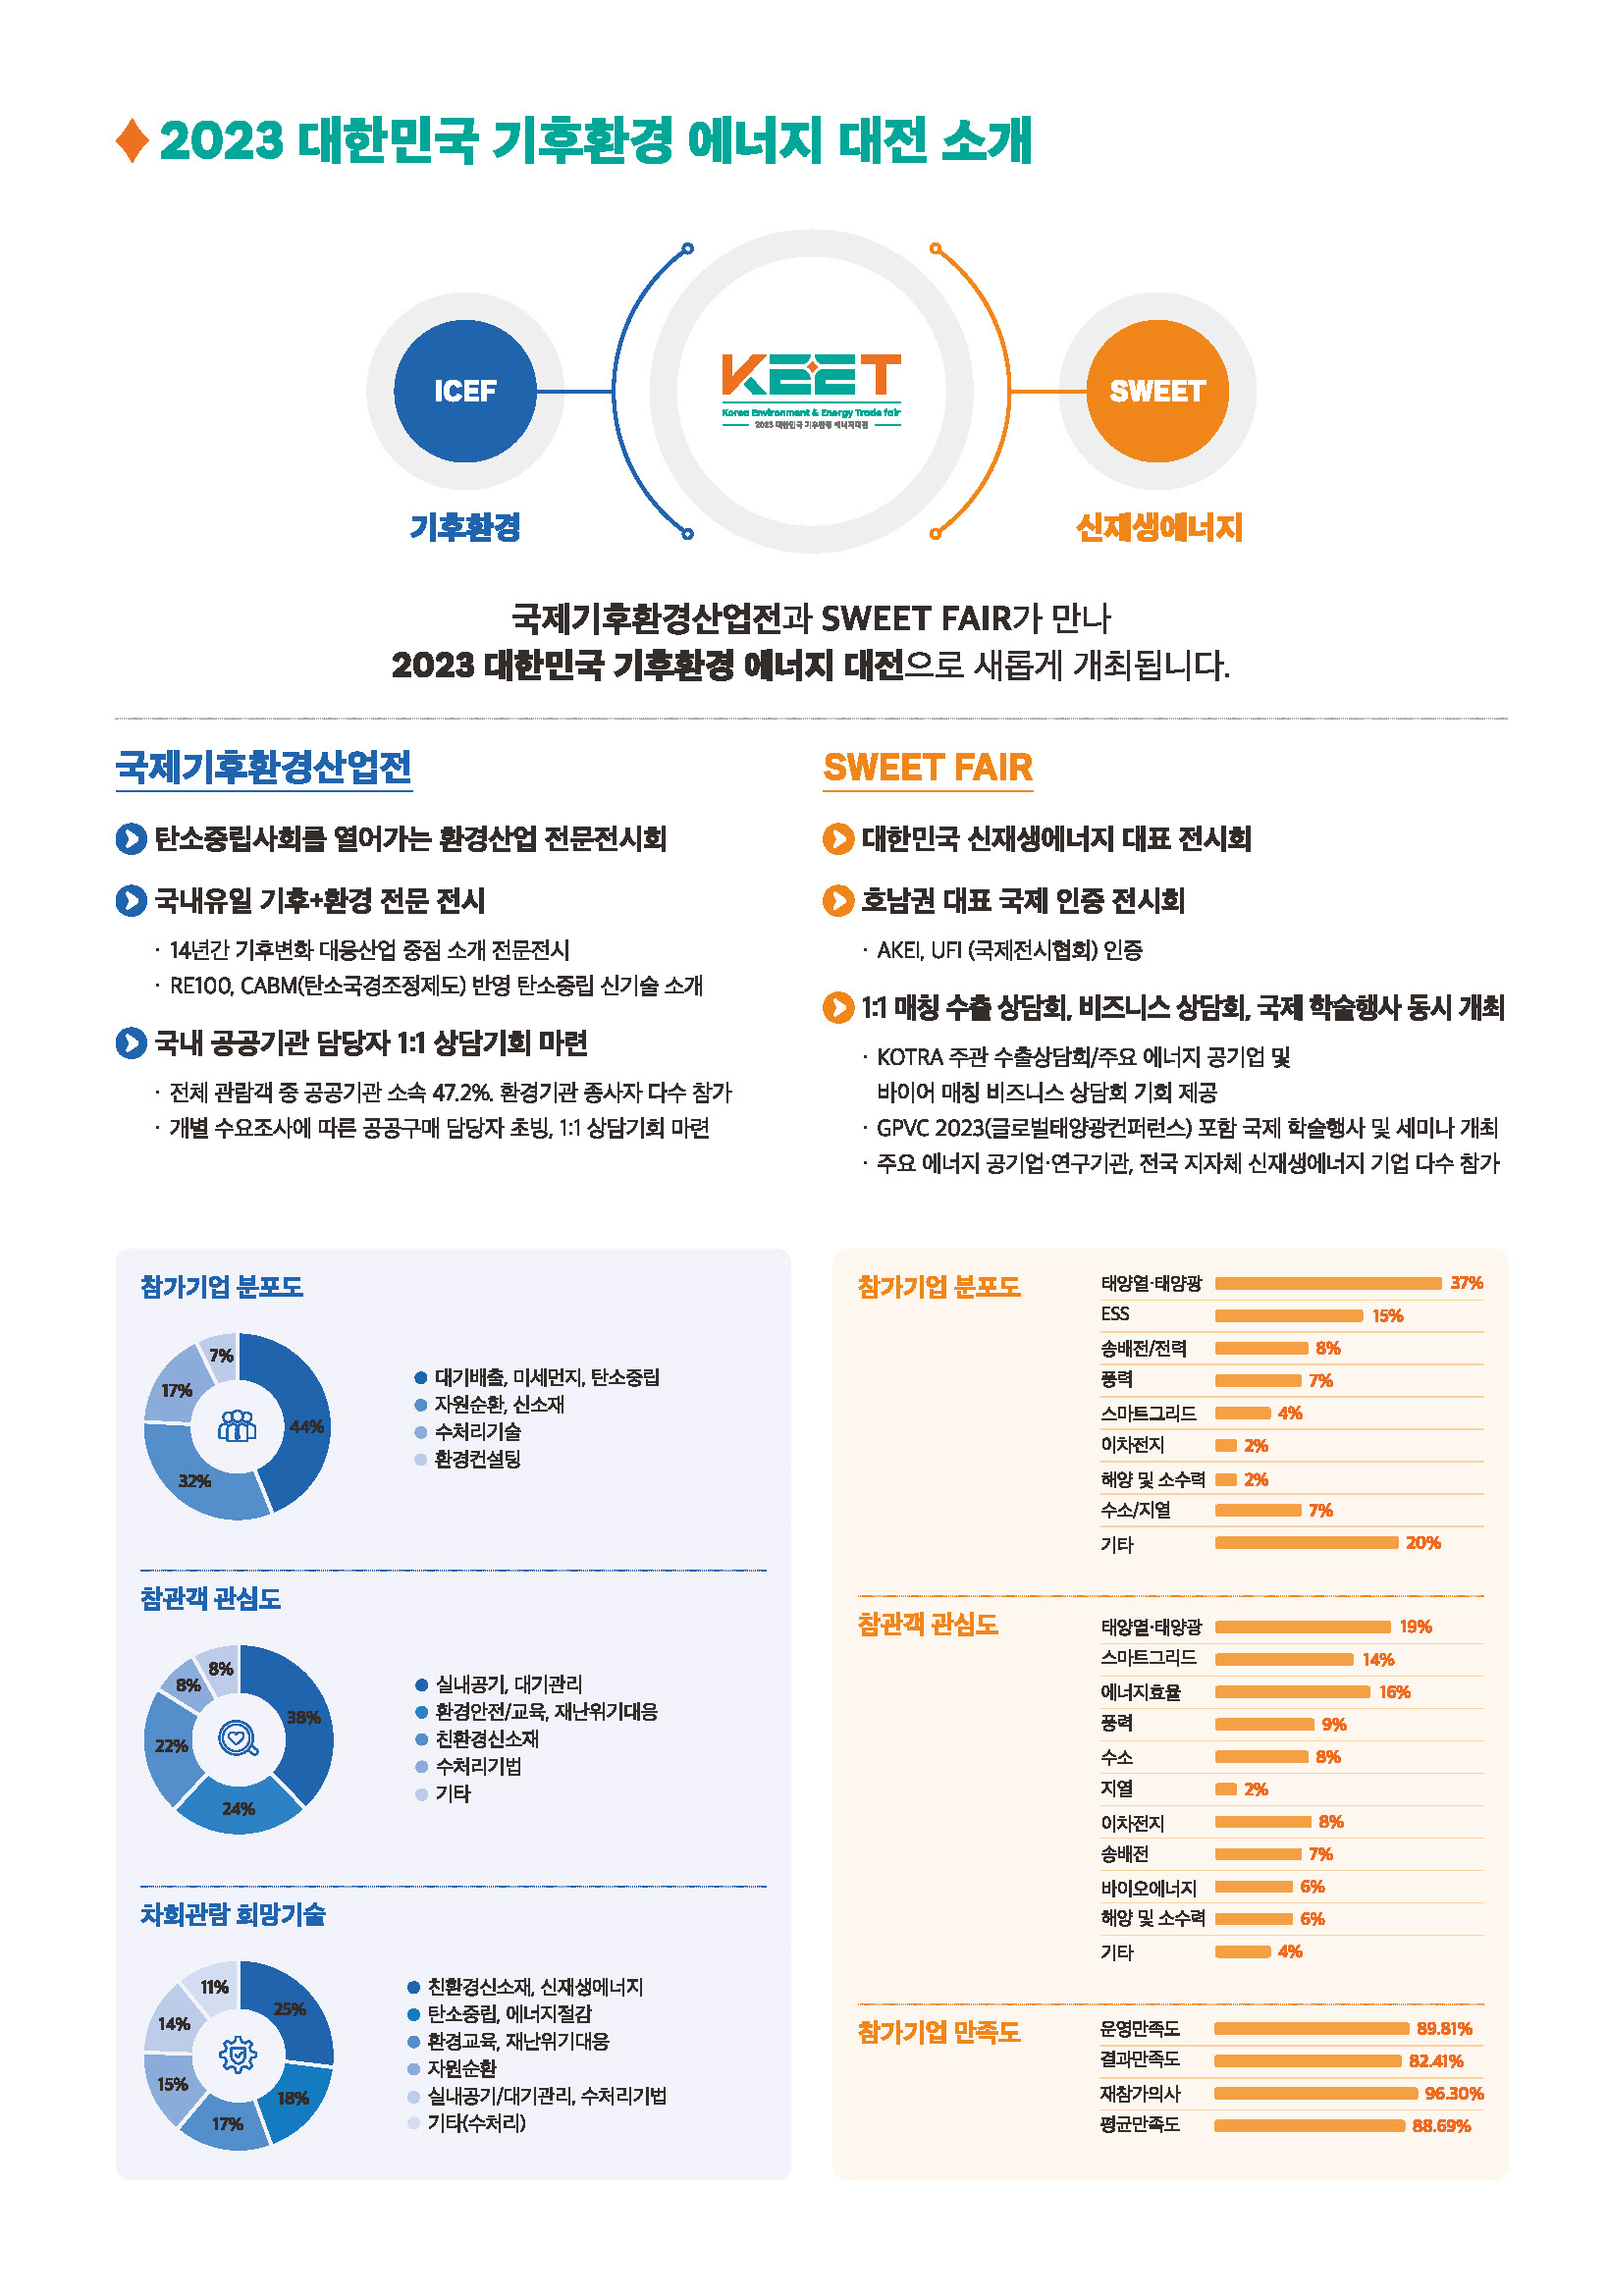 2023 대한민국 기후환경 에너지 대전 소개
ICEF
KEET
Korea Environment & Energy Trade fair
2023 대한민국 기후환경 에너지대전
SWEET
기후환경
신재생에너지
국제기후환경산업전과 SWEET FAIR가 만나
2023 대한민국 기후환경 에너지 대전으로 새롭게 개최됩니다.
국제기후환경산업전
탄소중립사회를 열어가는 환경산업 전문전시회
국내유일 기후+환경 전문 전시
· 14년간 기후변화 대응산업 중점 소개 전문전시
· RE100, CABM(탄소국경조정제도) 반영 탄소중립 신기술 소개
국내 공공기관 담당자 1:1 상담기회 마련
· 전체 관람객 중 공공기관 소속 47.2%. 환경기관 종사자 다수 참가
· 개별 수요조사에 따른 공공구매 담당자 초빙, 1:1 상담기회 마련
SWEET FAIR
대한민국 신재생에너지 대표 전시회
호남권 대표 국제 인증 전시회
· AKEI, UFI (국제전시협회) 인증
1:1 매칭 수출 상담회, 비즈니스 상담회, 국제 학술행사 동시 개최
· KOTRA 주관 수출상담회/주요 에너지 공기업 및
바이어 매칭 비즈니스 상담회 기회 제공
· GPVC 2023(글로벌태양광컨퍼런스) 포함 국제 학술행사 및 세미나 개최
· 주요 에너지 공기업·연구기관, 전국 지자체 신재생에너지 기업 다수 참가
참가기업 분포도
7%
17%
44%
32%
대기배출, 미세먼지, 탄소중립
자원순환, 신소재
수처리기술
환경컨설팅
참관객 관심도
8%
8%
38%
22%
24%
실내공기, 대기관리
환경안전/교육, 재난위기대응
친환경신소재
수처리기법
기타
차회관람 희망기술
11%
25%
14%
15%
18%
17%
친환경신소재, 신재생에너지
탄소중립, 에너지절감
환경교육, 재난위기대응
자원순환
실내공기/대기관리, 수처리기법
기타(수처리)
참가기업 분포도
태양열·태양광 37%
ESS 15%
송배전/전력 8%
풍력 7%
스마트그리드 4%
이차전지 2%
해양 및 소수력 2%
수소/지열 7%
기타 20%
참관객 관심도
태양열·태양광 19%
스마트그리드 14%
에너지효율 16%
풍력 9%
수소 8%
지열 2%
이차전지 8%
송배전 7%
바이오에너지 6%
해양 및 소수력 6%
기타 4%
참가기업 만족도
운영만족도 89.81%
결과만족도 82.41%
재참가의사 96.30%
평균만족도 88.69%